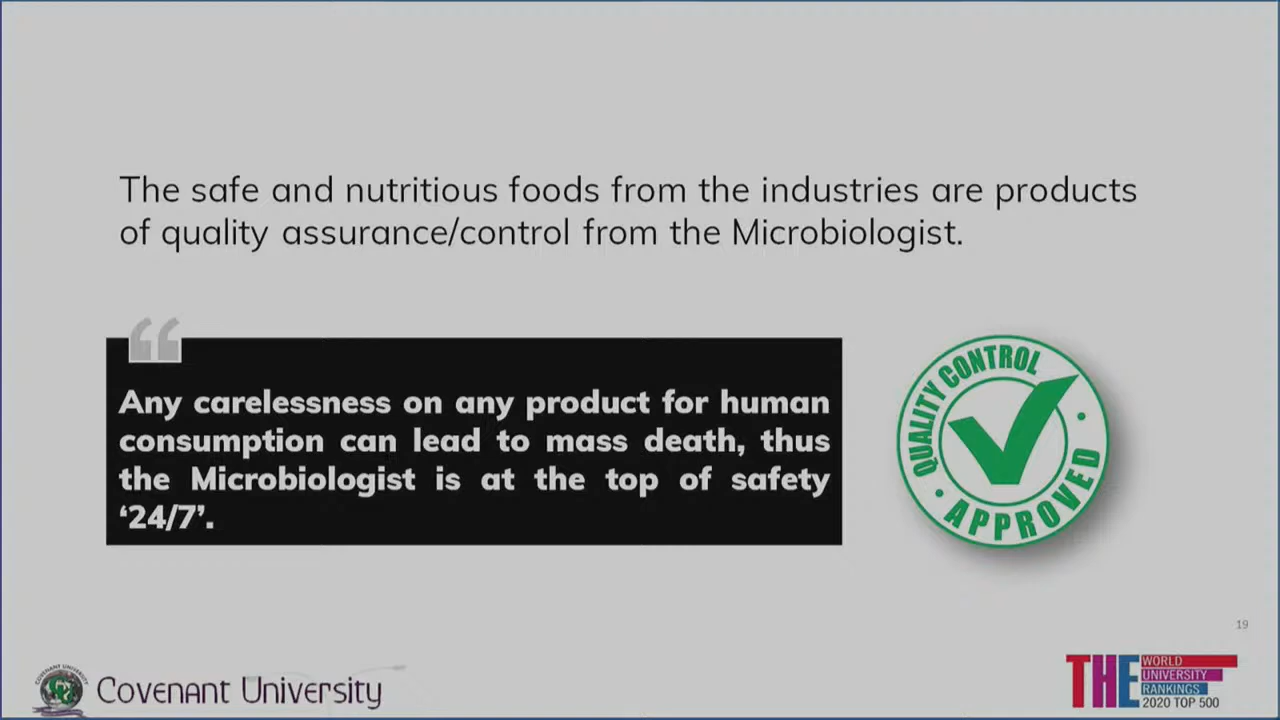 The safe and nutritious foods from the industries are products
of quality assurance/control from the Microbiologist.
“
Any carelessness on any product for human
consumption can lead to mass death, thus
the Microbiologist is at the top of safety
‘24/7’.
QUALITY CONTROL
APPROVED
19
COVENANT UNIVERSITY
Covenant University
THE
WORLD
UNIVERSITY
RANKINGS
2020 TOP 500